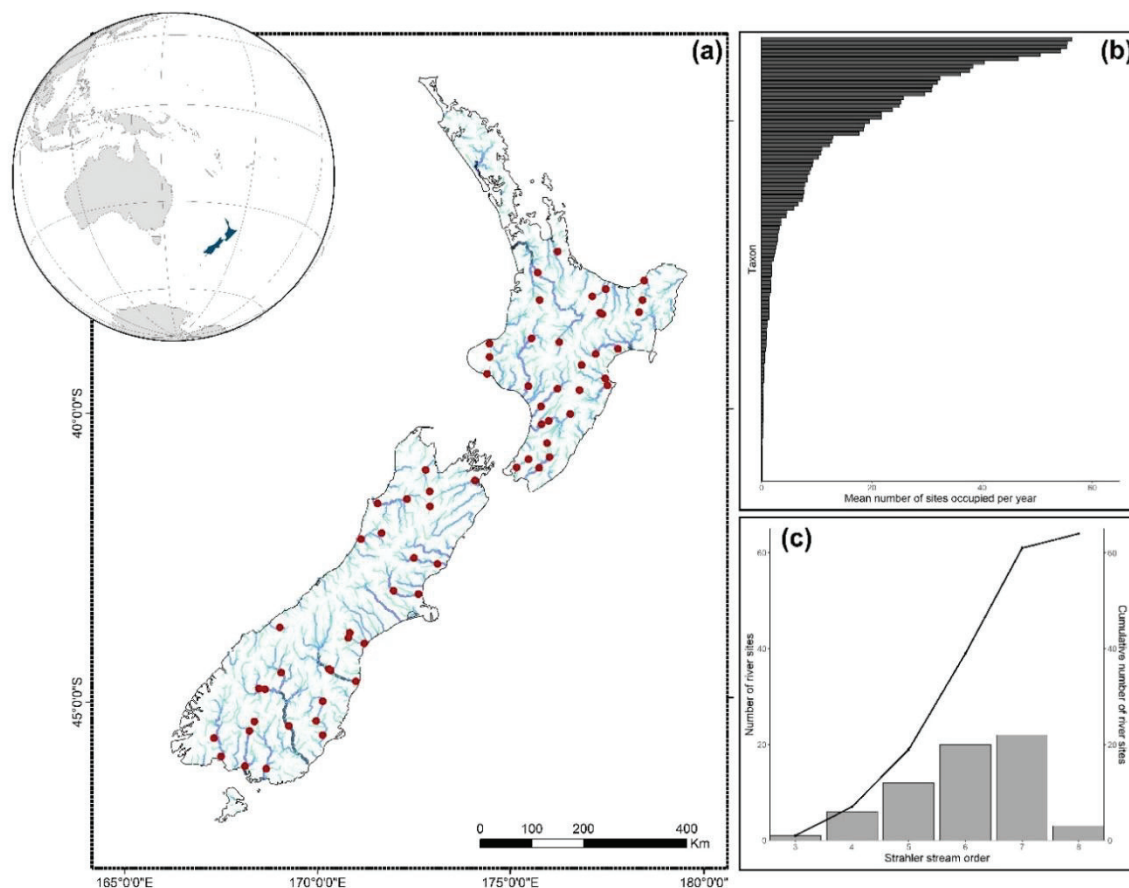 (a)
40°0'0"S
45°0'0"S
165°0'0"E
170°0'0"E
175°0'0"E
180°0'0"E
0
100
200
400
Km
(b)
Taxon
0
20
40
60
Mean number of sites occupied per year
(c)
Number of river sites
60
40
20
0
60
40
20
0
Cumulative number of river sites
3
4
5
6
7
8
Strahler stream order